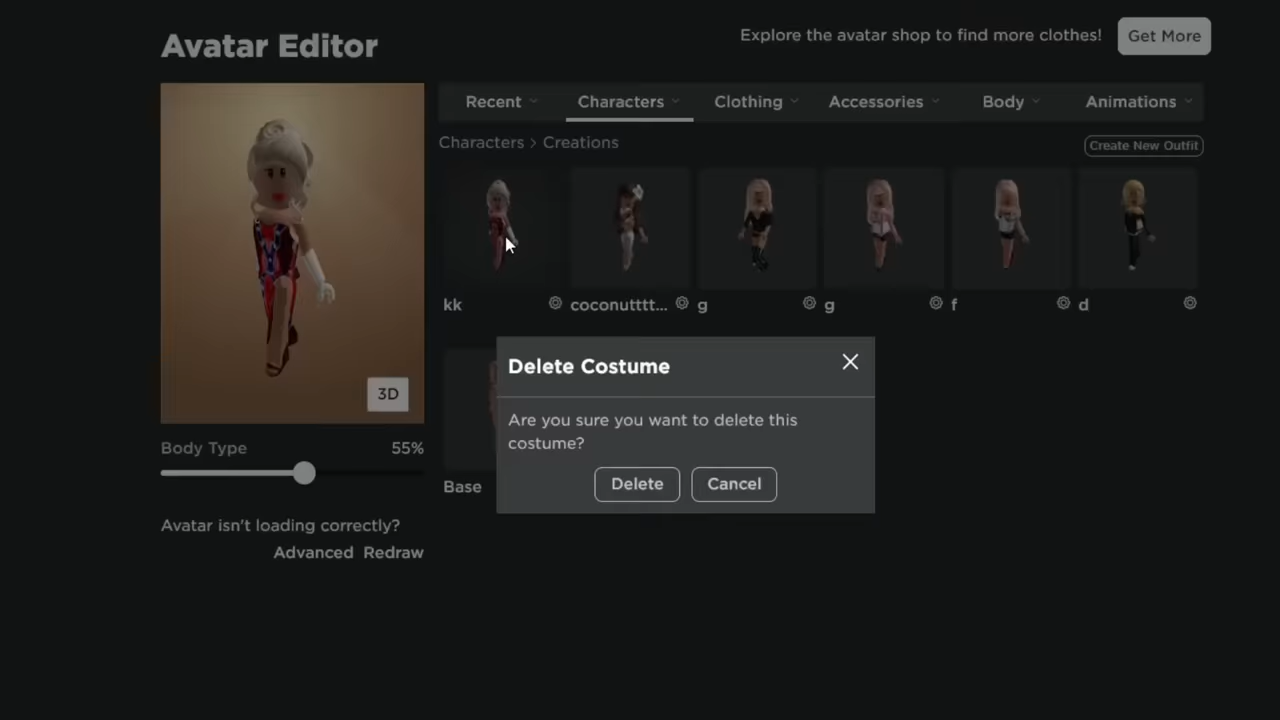 Avatar Editor
Explore the avatar shop to find more clothes!
Get More
Recent
Characters
Clothing
Accessories
Body
Animations
Characters > Creations
Create New Outfit
3D
kk
coconutttt...
g
g
f
d
Body Type
55%
Base
Delete Costume
Are you sure you want to delete this
costume?
Delete
Cancel
Avatar isn't loading correctly?
Advanced
Redraw